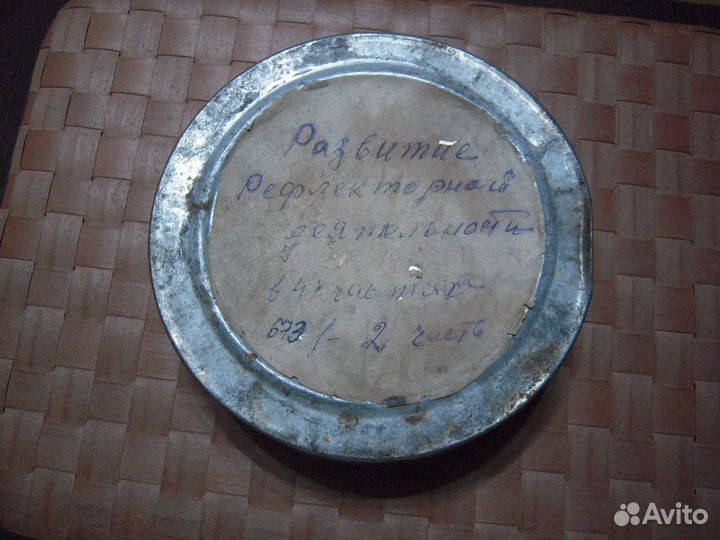 Развитие
Рефлекторной
деятельности
в 4х частях
673/- 2 часть
Avito